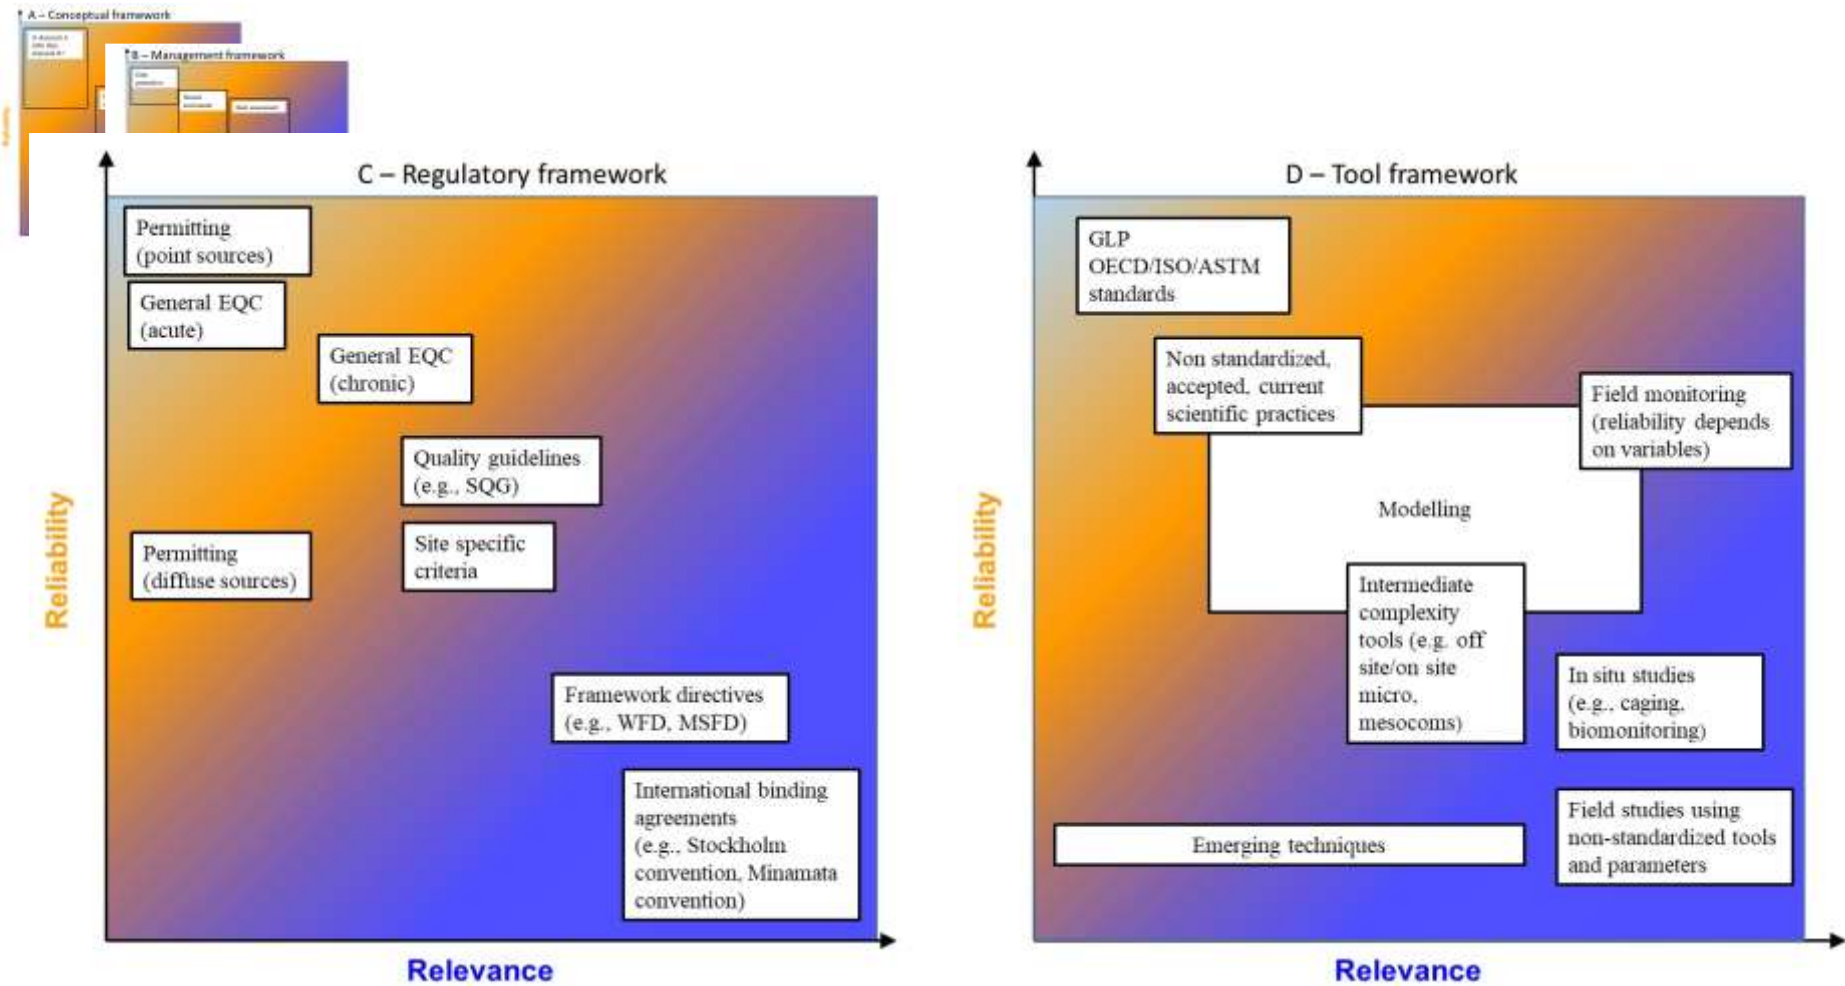 A – Conceptual framework
B – Management framework
Reliability
C – Regulatory framework
Permitting
(point sources)
General EQC
(acute)
General EQC
(chronic)
Quality guidelines
(e.g., SQG)
Permitting
(diffuse sources)
Site specific
criteria
Framework directives
(e.g., WFD, MSFD)
International binding
agreements
(e.g., Stockholm
convention, Minamata
convention)
Reliability
Relevance
D – Tool framework
GLP
OECD/ISO/ASTM
standards
Non standardized,
accepted, current
scientific practices
Field monitoring
(reliability depends
on variables)
Modelling
Intermediate
complexity
tools (e.g. off
site/on site
micro,
mesocoms)
In situ studies
(e.g., caging,
biomonitoring)
Emerging techniques
Field studies using
non-standardized tools
and parameters
Reliability
Relevance